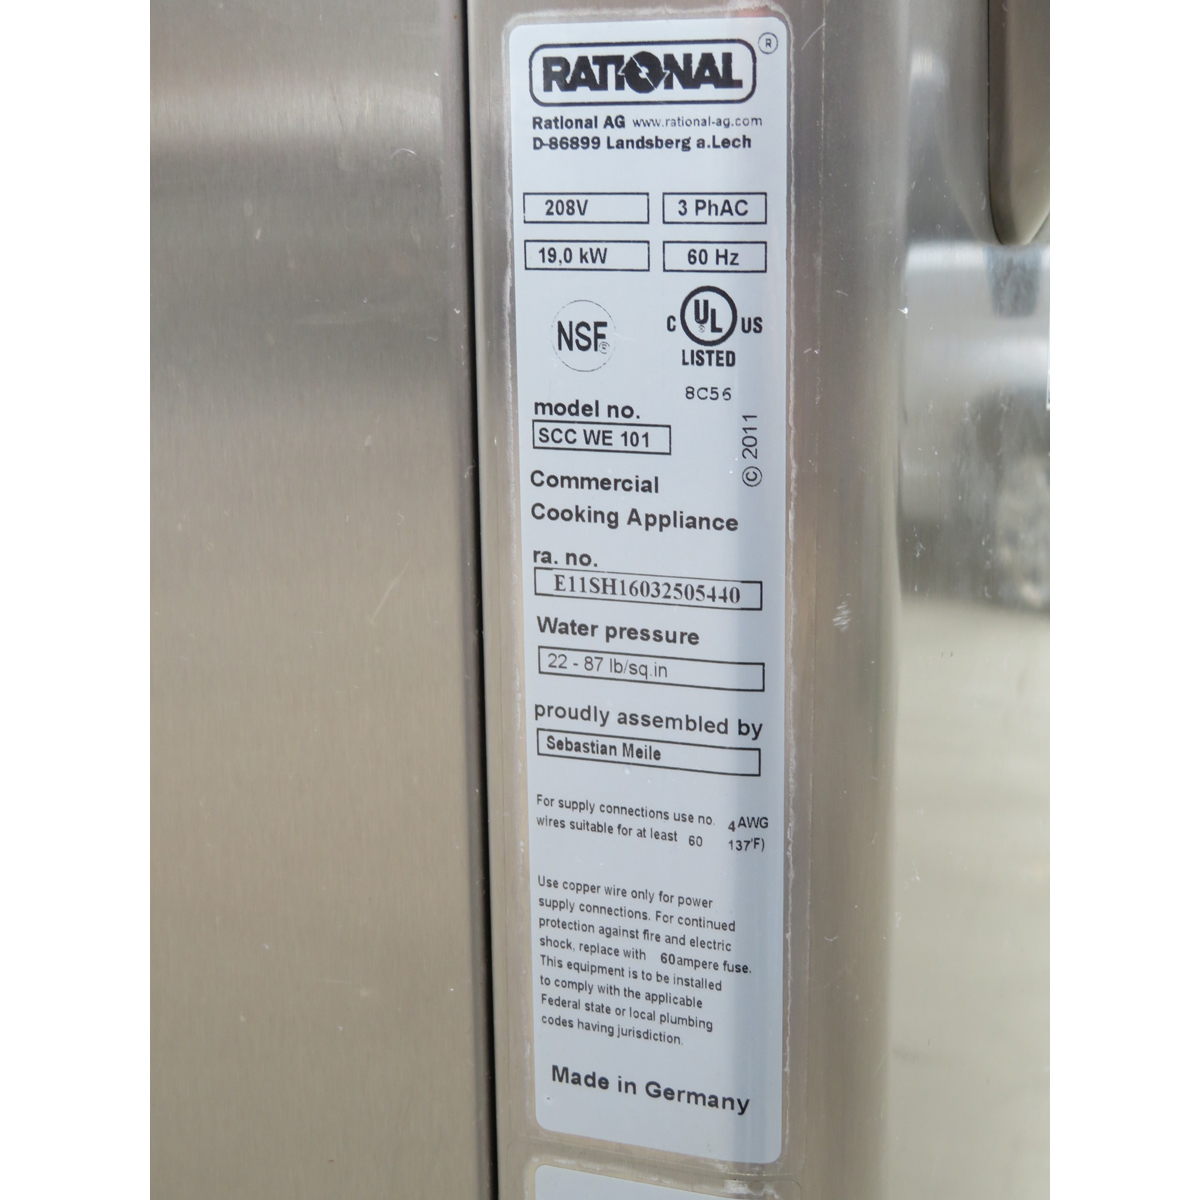 RATIONAL ®
Rational AG www.rational-ag.com
D-86899 Landsberg a.Lech
208V 3 PhAC
19,0 kW 60 Hz
NSF ®
C UL ® US
LISTED
8C56
model no.
SCC WE 101
© 2011
Commercial
Cooking Appliance
ra. no.
E11SH16032505440
Water pressure
22 - 87 lb/sq.in
proudly assembled by
Sebastian Meile
For supply connections use no. 4 AWG
wires suitable for at least 60 137°F)
Use copper wire only for power
supply connections. For continued
protection against fire and electric
shock, replace with 60 ampere fuse.
This equipment is to be installed
to comply with the applicable
Federal state or local plumbing
codes having jurisdiction.
Made in Germany